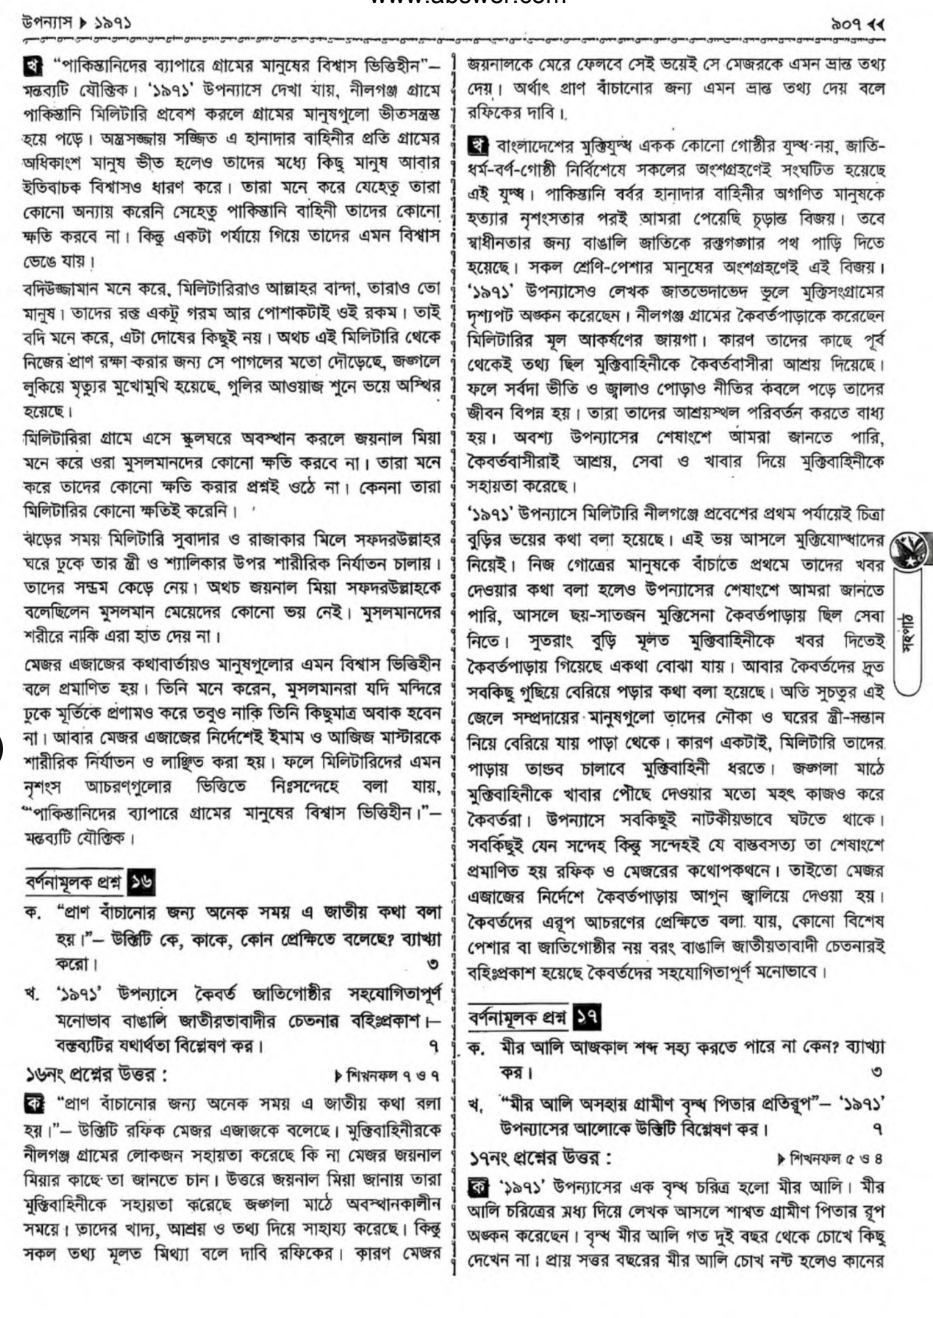 www.abswer.com
উপন্যাস ▶ ১৯৭১
৯০৭ ◀◀
খ "পাকিস্তানিদের ব্যাপারে গ্রামের মানুষের বিশ্বাস ভিত্তিহীন"–
মন্তব্যটি যৌক্তিক। '১৯৭১' উপন্যাসে দেখা যায়, নীলগঞ্জ গ্রামে
পাকিস্তানি মিলিটারি প্রবেশ করলে গ্রামের মানুষগুলো ভীতসন্ত্রস্ত
হয়ে পড়ে। অস্ত্রসজ্জায় সজ্জিত এ হানাদার বাহিনীর প্রতি গ্রামের
অধিকাংশ মানুষ ভীত হলেও তাদের মধ্যে কিছু মানুষ আবার
ইতিবাচক বিশ্বাসও ধারণ করে। তারা মনে করে যেহেতু তারা
কোনো অন্যায় করেনি সেহেতু পাকিস্তানি বাহিনী তাদের কোনো
ক্ষতি করবে না। কিন্তু একটা পর্যায়ে গিয়ে তাদের এমন বিশ্বাস
ভেঙে যায়।
বদিউজ্জামান মনে করে, মিলিটারিরাও আল্লাহর বান্দা, তারাও তো
মানুষ। তাদের রক্ত একটু গরম আর পোশাকটাই ওই রকম। তাই
বদি মনে করে, এটা দোষের কিছুই নয়। অথচ এই মিলিটারি থেকে
নিজের প্রাণ রক্ষা করার জন্য সে পাগলের মতো দৌড়েছে, জঙ্গলে
লুকিয়ে মৃত্যুর মুখোমুখি হয়েছে, গুলির আওয়াজ শুনে ভয়ে অস্থির
হয়েছে।
মিলিটারিরা গ্রামে এসে স্কুলঘরে অবস্থান করলে জয়নাল মিয়া
মনে করে ওরা মুসলমানদের কোনো ক্ষতি করবে না। তারা মনে
করে তাদের কোনো ক্ষতি করার প্রশ্নই ওঠে না। কেননা তারা
মিলিটারির কোনো ক্ষতিই করেনি।
ঝড়ের সময় মিলিটারি সুবাদার ও রাজাকার মিলে সফদরউল্লাহর
ঘরে ঢুকে তার স্ত্রী ও শ্যালিকার উপর শারীরিক নির্যাতন চালায়।
তাদের সম্ভ্রম কেড়ে নেয়। অথচ জয়নাল মিয়া সফদরউল্লাহকে
বলেছিলেন মুসলমান মেয়েদের কোনো ভয় নেই। মুসলমানদের
শরীরে নাকি এরা হাত দেয় না।
মেজর এজাজের কথাবার্তায়ও মানুষগুলোর এমন বিশ্বাস ভিত্তিহীন
বলে প্রমাণিত হয়। তিনি মনে করেন, মুসলমানরা যদি মন্দিরে
ঢুকে মূর্তিকে প্রণামও করে তবুও নাকি তিনি কিছুমাত্র অবাক হবেন
না। আবার মেজর এজাজের নির্দেশেই ইমাম ও আজিজ মাস্টারকে
শারীরিক নির্যাতন ও লাঞ্ছিত করা হয়। ফলে মিলিটারিদের এমন
নৃশংস আচরণগুলোর ভিত্তিতে নিঃসন্দেহে বলা যায়,
"পাকিস্তানিদের ব্যাপারে গ্রামের মানুষের বিশ্বাস ভিত্তিহীন।"–
মন্তব্যটি যৌক্তিক।
বর্ণনামূলক প্রশ্ন ১৬
ক. "প্রাণ বাঁচানোর জন্য অনেক সময় এ জাতীয় কথা বলা
হয়।"– উক্তিটি কে, কাকে, কোন প্রেক্ষিতে বলেছে? ব্যাখ্যা
করো। ৩
খ. '১৯৭১' উপন্যাসে কৈবর্ত জাতিগোষ্ঠীর সহযোগিতাপূর্ণ
মনোভাব বাঙালি জাতীয়তাবাদীর চেতনার বহিঃপ্রকাশ।–
বক্তব্যটির যথার্থতা বিশ্লেষণ কর। ৭
১৬নং প্রশ্নের উত্তর : ▶ শিখনফল ৭ ও ৭
ক "প্রাণ বাঁচানোর জন্য অনেক সময় এ জাতীয় কথা বলা
হয়।"– উক্তিটি রফিক মেজর এজাজকে বলেছে। মুক্তিবাহিনীরকে
নীলগঞ্জ গ্রামের লোকজন সহায়তা করেছে কি না মেজর জয়নাল
মিয়ার কাছে তা জানতে চান। উত্তরে জয়নাল মিয়া জানায় তারা
মুক্তিবাহিনীকে সহায়তা করেছে জঙ্গলা মাঠে অবস্থানকালীন
সময়ে। তাদের খাদ্য, আশ্রয় ও তথ্য দিয়ে সাহায্য করেছে। কিন্তু
সকল তথ্য মূলত মিথ্যা বলে দাবি রফিকের। কারণ মেজর
জয়নালকে মেরে ফেলবে সেই ভয়েই সে মেজরকে এমন ভ্রান্ত তথ্য
দেয়। অর্থাৎ প্রাণ বাঁচানোর জন্য এমন ভ্রান্ত তথ্য দেয় বলে
রফিকের দাবি।
খ বাংলাদেশের মুক্তিযুদ্ধ একক কোনো গোষ্ঠীর যুদ্ধ নয়, জাতি-
ধর্ম-বর্ণ-গোষ্ঠী নির্বিশেষে সকলের অংশগ্রহণেই সংঘটিত হয়েছে
এই যুদ্ধ। পাকিস্তানি বর্বর হানাদার বাহিনীর অগণিত মানুষকে
হত্যার নৃশংসতার পরই আমরা পেয়েছি চূড়ান্ত বিজয়। তবে
স্বাধীনতার জন্য বাঙালি জাতিকে রক্তগঙ্গার পথ পাড়ি দিতে
হয়েছে। সকল শ্রেণি-পেশার মানুষের অংশগ্রহণেই এই বিজয়।
'১৯৭১' উপন্যাসেও লেখক জাতভেদাভেদ ভুলে মুক্তিসংগ্রামের
দৃশ্যপট অঙ্কন করেছেন। নীলগঞ্জ গ্রামের কৈবর্তপাড়াকে করেছেন
মিলিটারির মূল আকর্ষণের জায়গা। কারণ তাদের কাছে পূর্ব
থেকেই তথ্য ছিল মুক্তিবাহিনীকে কৈবর্তবাসীরা আশ্রয় দিয়েছে।
ফলে সর্বদা ভীতি ও জ্বালাও পোড়াও নীতির কবলে পড়ে তাদের
জীবন বিপন্ন হয়। তারা তাদের আশ্রয়স্থল পরিবর্তন করতে বাধ্য
হয়। অবশ্য উপন্যাসের শেষাংশে আমরা জানতে পারি,
কৈবর্তবাসীরাই আশ্রয়, সেবা ও খাবার দিয়ে মুক্তিবাহিনীকে
সহায়তা করেছে।
'১৯৭১' উপন্যাসে মিলিটারি নীলগঞ্জে প্রবেশের প্রথম পর্যায়েই চিত্রা
বুড়ির ভয়ের কথা বলা হয়েছে। এই ভয় আসলে মুক্তিযোদ্ধাদের
নিয়েই। নিজ গোত্রের মানুষকে বাঁচাতে প্রথমে তাদের খবর
দেওয়ার কথা বলা হলেও উপন্যাসের শেষাংশে আমরা জানতে
পারি, আসলে ছয়-সাতজন মুক্তিসেনা কৈবর্তপাড়ায় ছিল সেবা
নিতে। সুতরাং বুড়ি মূলত মুক্তিবাহিনীকে খবর দিতেই
কৈবর্তপাড়ায় গিয়েছে একথা বোঝা যায়। আবার কৈবর্তদের দ্রুত
সবকিছু গুছিয়ে বেরিয়ে পড়ার কথা বলা হয়েছে। অতি সুচতুর এই
জেলে সম্প্রদায়ের মানুষগুলো তাদের নৌকা ও ঘরের স্ত্রী-সন্তান
নিয়ে বেরিয়ে যায় পাড়া থেকে। কারণ একটাই, মিলিটারি তাদের
পাড়ায় তান্ডব চালাবে মুক্তিবাহিনী ধরতে। জঙ্গলা মাঠে
মুক্তিবাহিনীকে খাবার পৌঁছে দেওয়ার মতো মহৎ কাজও করে
কৈবর্তরা। উপন্যাসে সবকিছুই নাটকীয়ভাবে ঘটতে থাকে।
সবকিছুই যেন সন্দেহ কিন্তু সন্দেহই যে বাস্তবসত্য তা শেষাংশে
প্রমাণিত হয় রফিক ও মেজরের কথোপকথনে। তাইতো মেজর
এজাজের নির্দেশে কৈবর্তপাড়ায় আগুন জ্বালিয়ে দেওয়া হয়।
কৈবর্তদের এরূপ আচরণের প্রেক্ষিতে বলা যায়, কোনো বিশেষ
পেশার বা জাতিগোষ্ঠীর নয় বরং বাঙালি জাতীয়তাবাদী চেতনারই
বহিঃপ্রকাশ হয়েছে কৈবর্তদের সহযোগিতাপূর্ণ মনোভাবে।
বর্ণনামূলক প্রশ্ন ১৭
ক. মীর আলি আজকাল শব্দ সহ্য করতে পারে না কেন? ব্যাখ্যা
কর। ৩
খ. "মীর আলি অসহায় গ্রামীণ বৃদ্ধ পিতার প্রতিরূপ"– '১৯৭১'
উপন্যাসের আলোকে উক্তিটি বিশ্লেষণ কর। ৭
১৭নং প্রশ্নের উত্তর : ▶ শিখনফল ৫ ও ৪
ক '১৯৭১' উপন্যাসের এক বৃদ্ধ চরিত্র হলো মীর আলি। মীর
আলি চরিত্রের মধ্য দিয়ে লেখক আসলে শাশ্বত গ্রামীণ পিতার রূপ
অঙ্কন করেছেন। বৃদ্ধ মীর আলি গত দুই বছর থেকে চোখে কিছু
দেখেন না। প্রায় সত্তর বছরের মীর আলি চোখ নষ্ট হলেও কানের
সহপাঠ